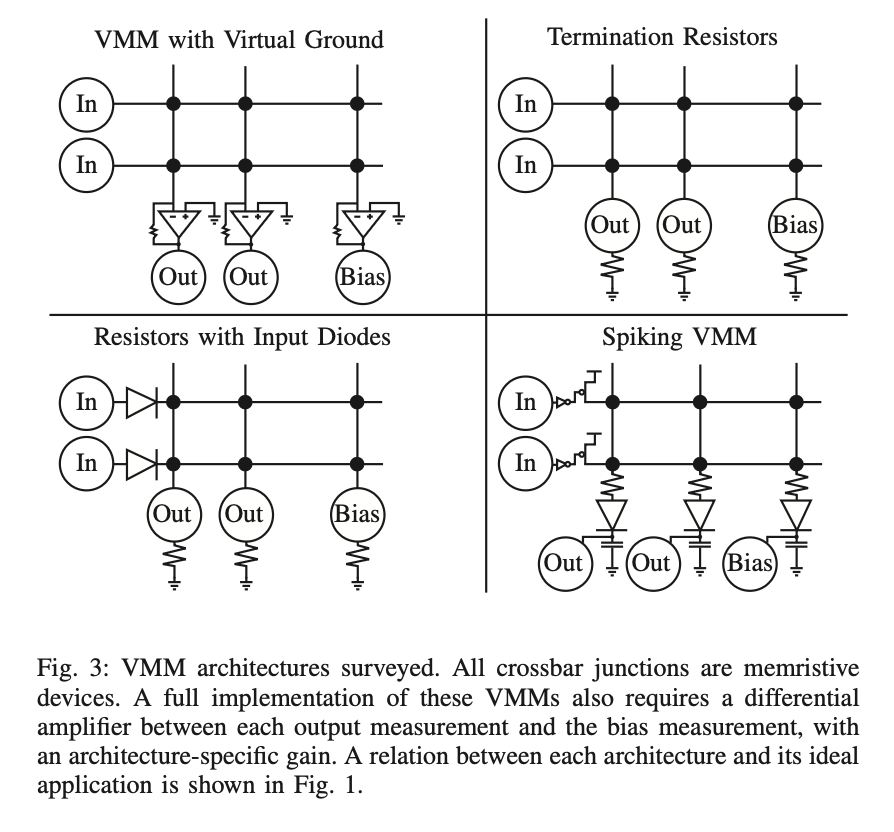 VMM with Virtual Ground
Termination Resistors
In
In
Out
Out
Bias
In
In
Out
Out
Bias
Resistors with Input Diodes
Spiking VMM
In
In
Out
Out
Bias
In
In
Out
Out
Bias
Fig. 3: VMM architectures surveyed. All crossbar junctions are memristive
devices. A full implementation of these VMMs also requires a differential
amplifier between each output measurement and the bias measurement, with
an architecture-specific gain. A relation between each architecture and its ideal
application is shown in Fig. 1.